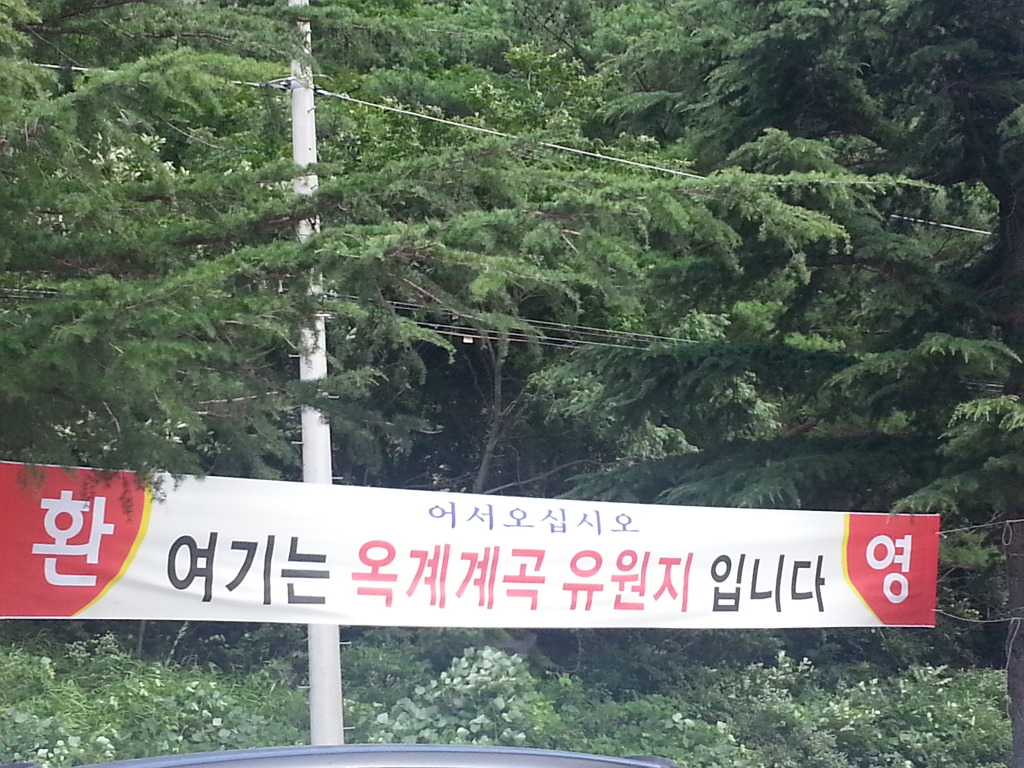 환 영
어서오십시오
여기는 옥계계곡 유원지 입니다